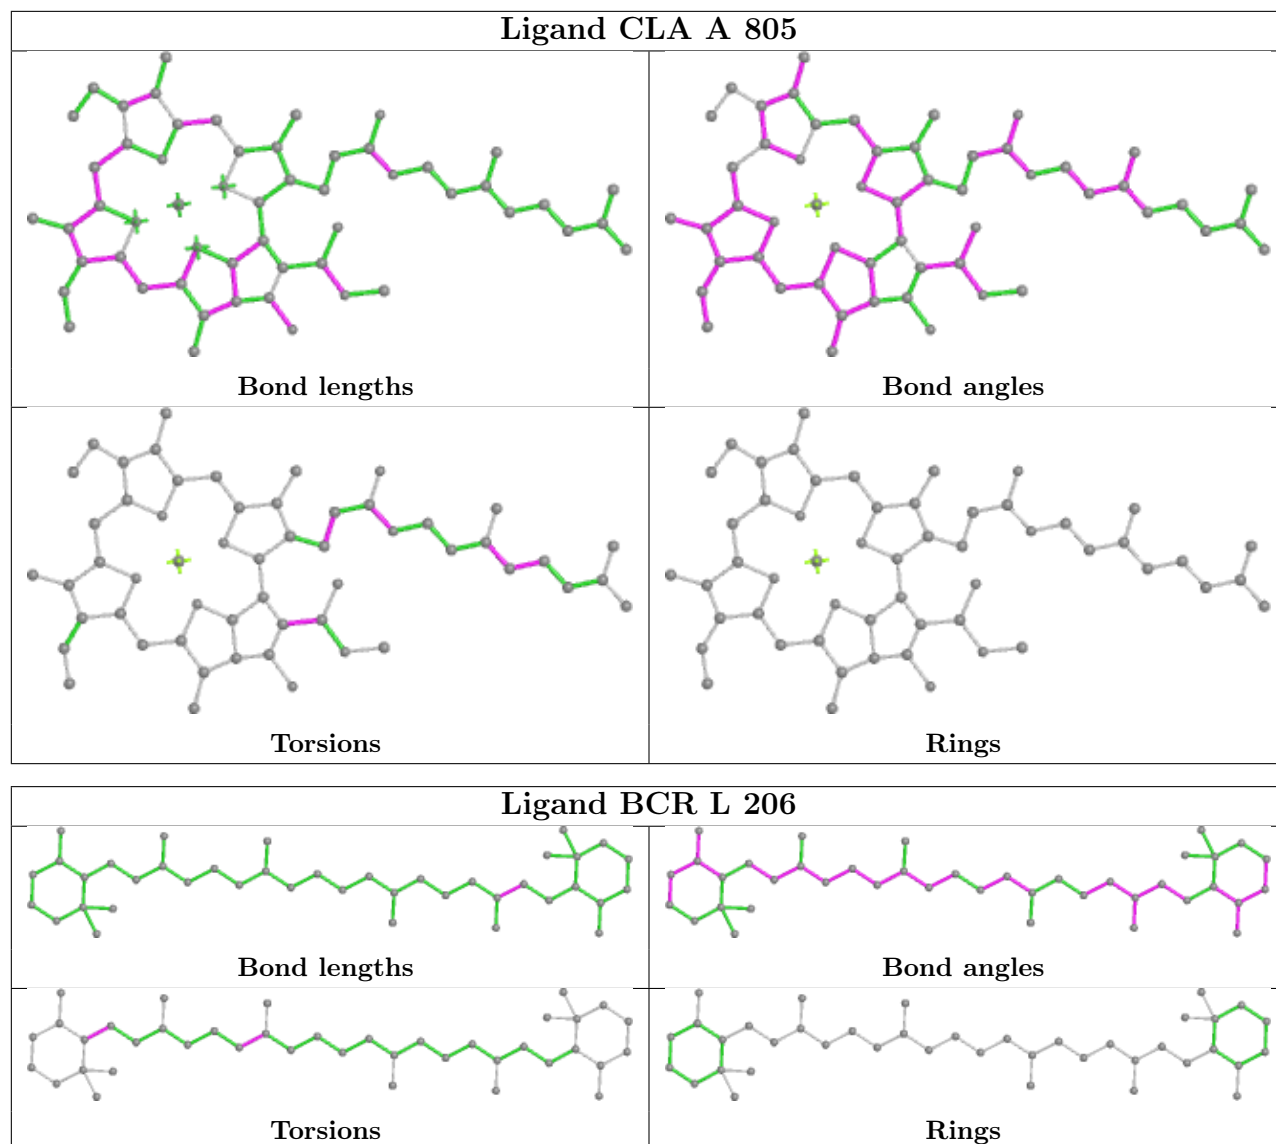 Ligand CLA A 805
Bond lengths
Bond angles
Torsions
Rings
Ligand BCR L 206
Bond lengths
Bond angles
Torsions
Rings